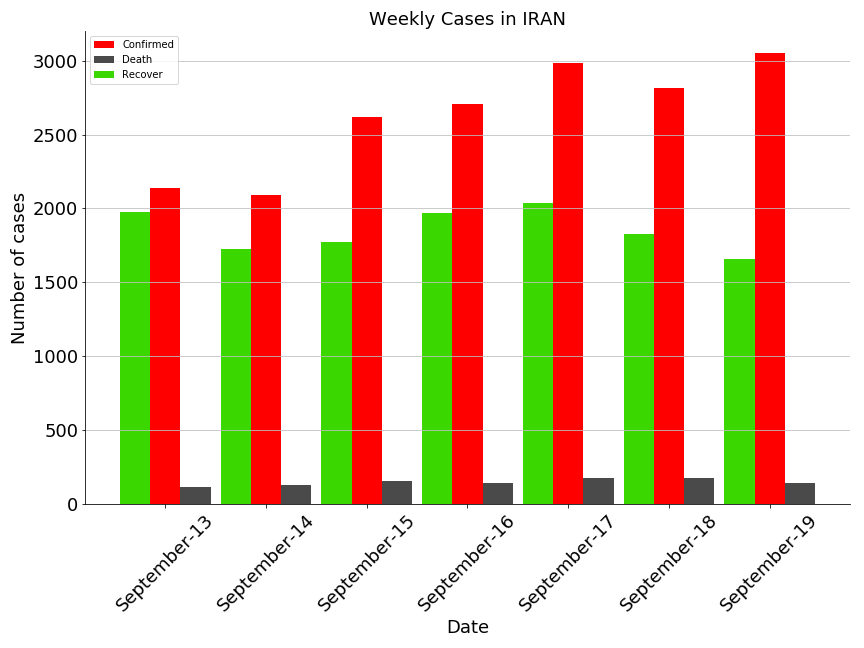 Weekly Cases in IRAN
Confirmed
Death
Recover
Number of cases
3000
2500
2000
1500
1000
500
0
September-13
September-14
September-15
September-16
September-17
September-18
September-19
Date